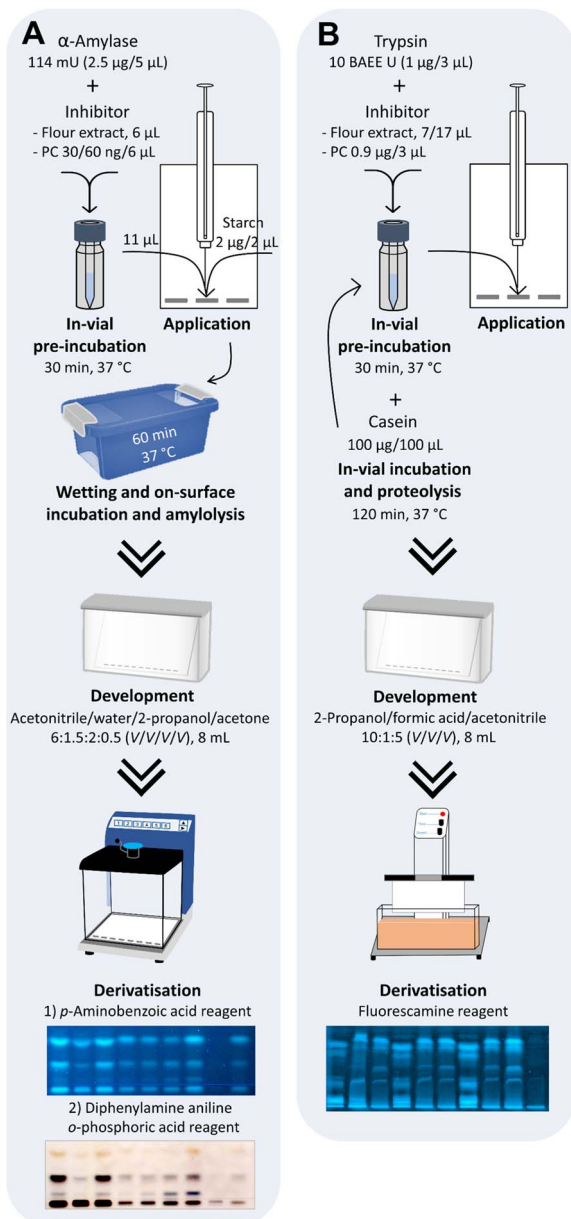 A
α-Amylase
114 mU (2.5 µg/5 µL)
+
Inhibitor
- Flour extract, 6 µL
- PC 30/60 ng/6 µL
11 µL
Starch
2 µg/2 µL
In-vial
pre-incubation
30 min, 37 °C
Application
60 min
37 °C
Wetting and on-surface
incubation and amylolysis
Development
Acetonitrile/water/2-propanol/acetone
6:1.5:2:0.5 (V/V/V/V), 8 mL
1 2 3 4 5 6
Derivatisation
1) p-Aminobenzoic acid reagent
2) Diphenylamine aniline
o-phosphoric acid reagent
B
Trypsin
10 BAEE U (1 µg/3 µL)
+
Inhibitor
- Flour extract, 7/17 µL
- PC 0.9 µg/3 µL
In-vial
pre-incubation
30 min, 37 °C
Application
+
Casein
100 µg/100 µL
In-vial incubation
and proteolysis
120 min, 37 °C
Development
2-Propanol/formic acid/acetonitrile
10:1:5 (V/V/V), 8 mL
Derivatisation
Fluorescamine reagent